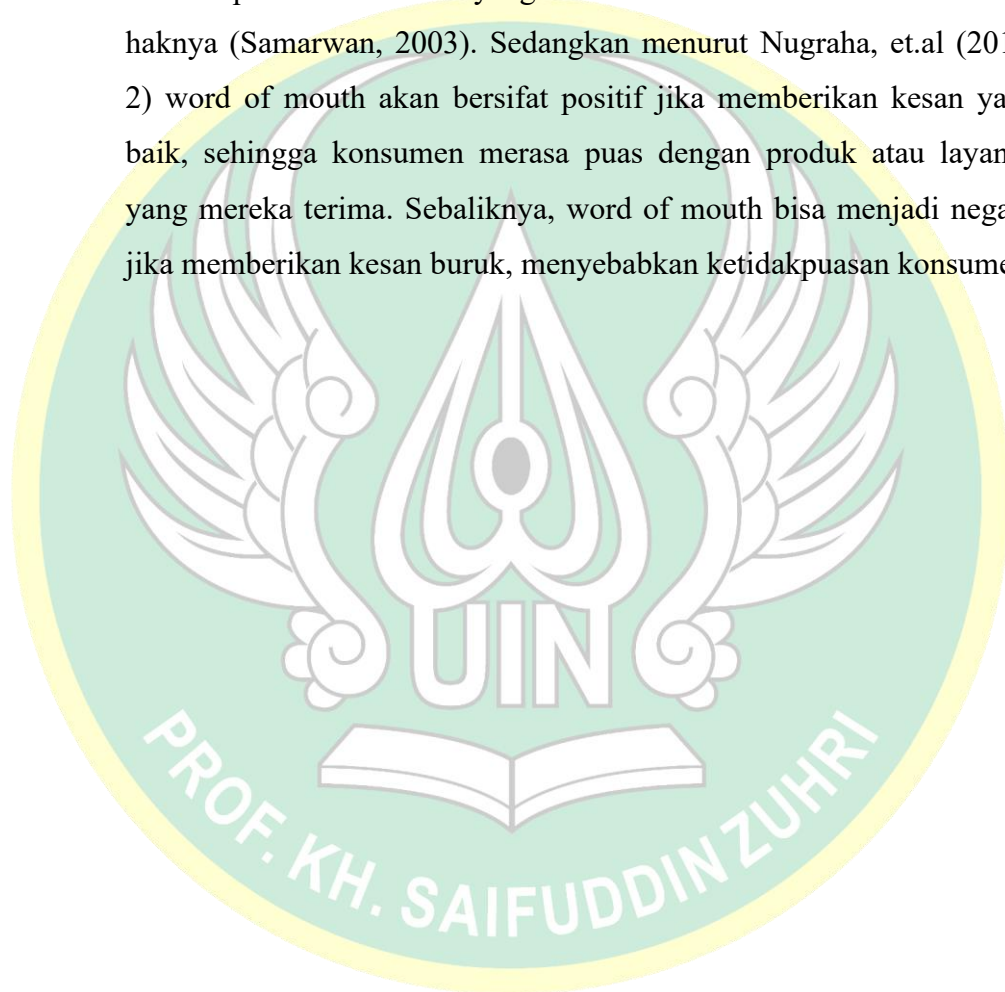 haknya (Samarwan, 2003). Sedangkan menurut Nugraha, et.al (201
2) word of mouth akan bersifat positif jika memberikan kesan ya
baik, sehingga konsumen merasa puas dengan produk atau layan
yang mereka terima. Sebaliknya, word of mouth bisa menjadi nega
jika memberikan kesan buruk, menyebabkan ketidakpuasan konsume
UIN
PROF. KH. SAIFUDDIN ZUHRI